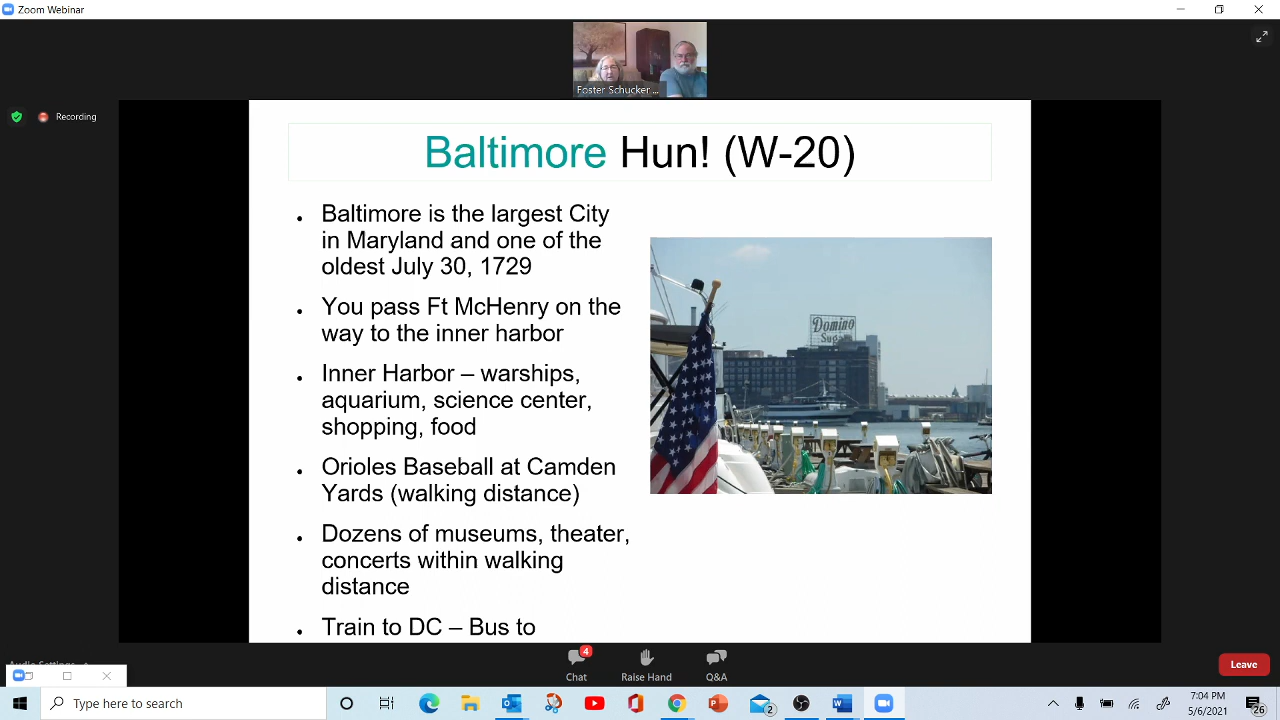 Zoom Webinar
Foster Schucker ...
Recording
Baltimore Hun! (W-20)
Baltimore is the largest City
in Maryland and one of the
oldest July 30, 1729
You pass Ft McHenry on the
way to the inner harbor
Inner Harbor – warships,
aquarium, science center,
shopping, food
Orioles Baseball at Camden
Yards (walking distance)
Dozens of museums, theater,
concerts within walking
distance
Train to DC – Bus to
Domino
Sugar
Audio Settings
4
Chat
Raise Hand
Q&A
Leave
Type here to search
2
7:04 PM
5/6/2021
26